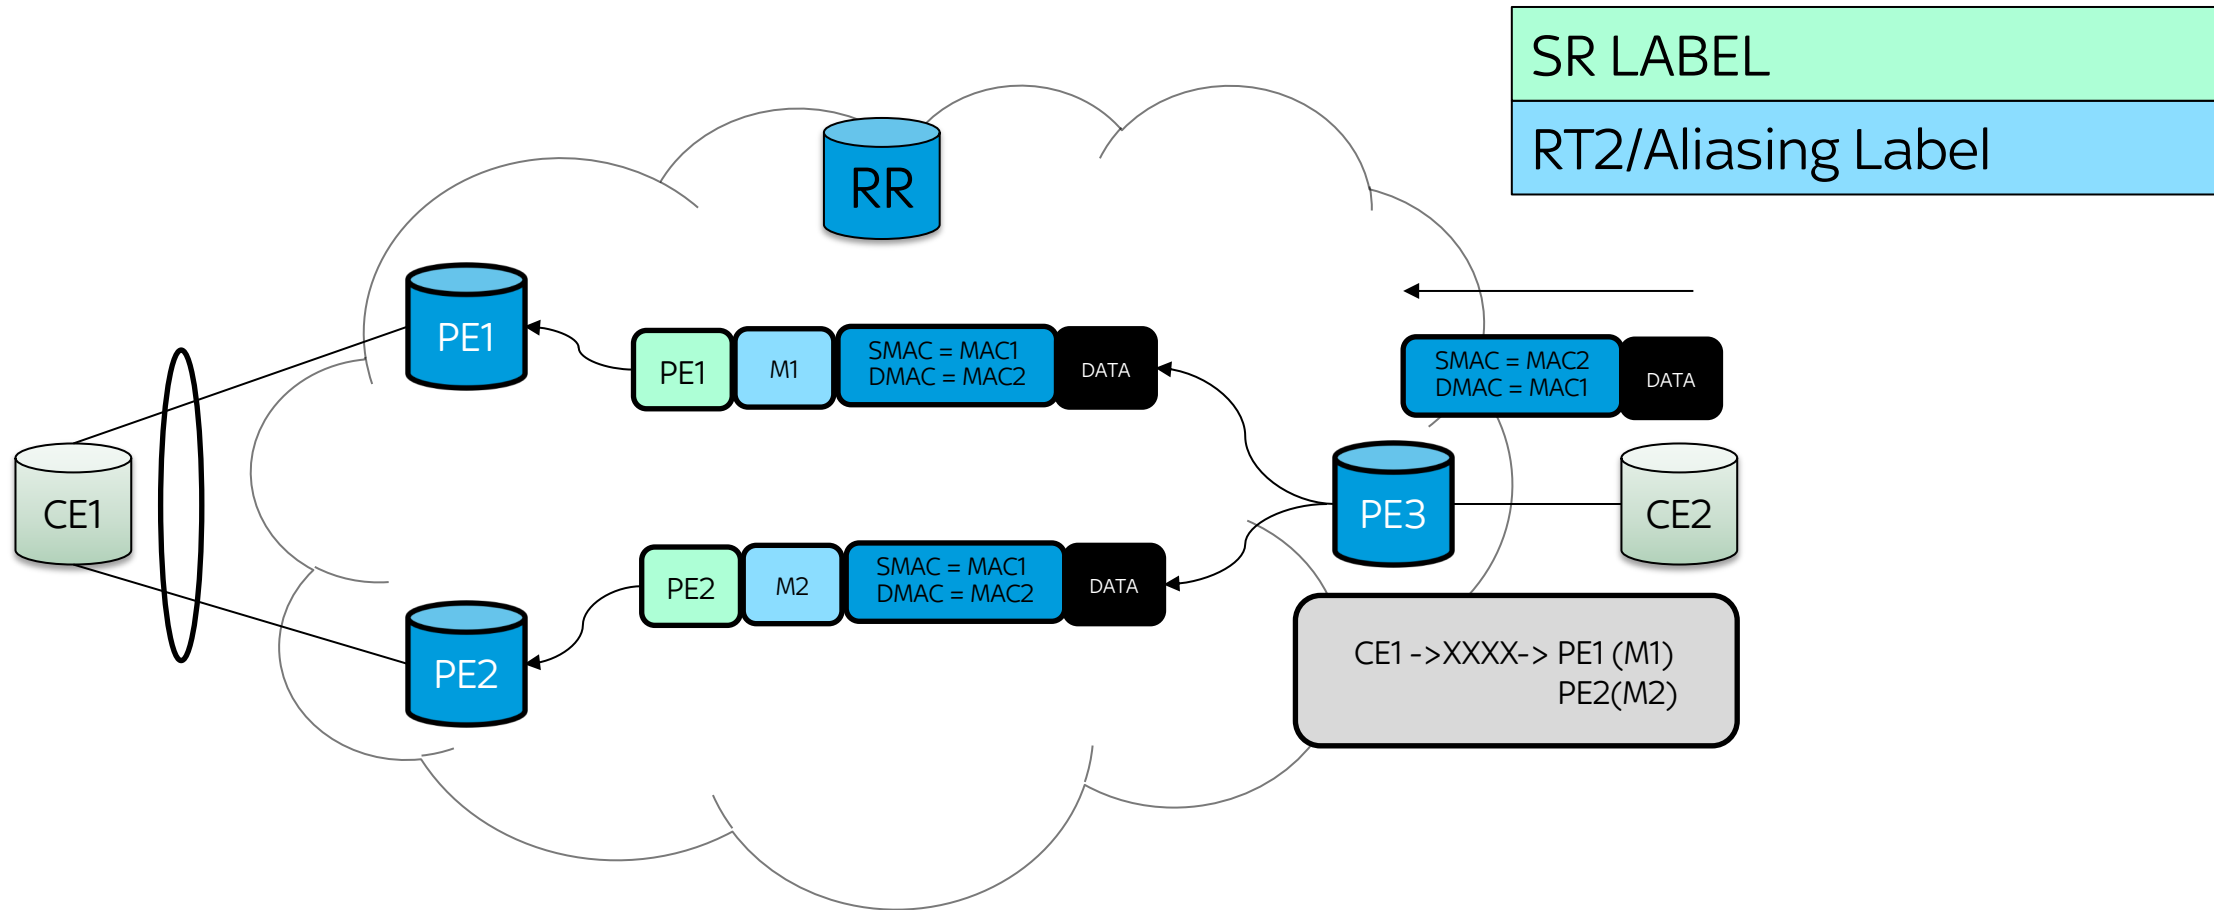 SR LABEL
RT2/Aliasing Label
RR
PE1
PE1
M1
SMAC = MAC1
DMAC = MAC2
DATA
SMAC = MAC2
DMAC = MAC1
DATA
CE1
PE3
CE2
PE2
PE2
M2
SMAC = MAC1
DMAC = MAC2
DATA
CE1 ->XXXX-> PE1 (M1)
PE2(M2)